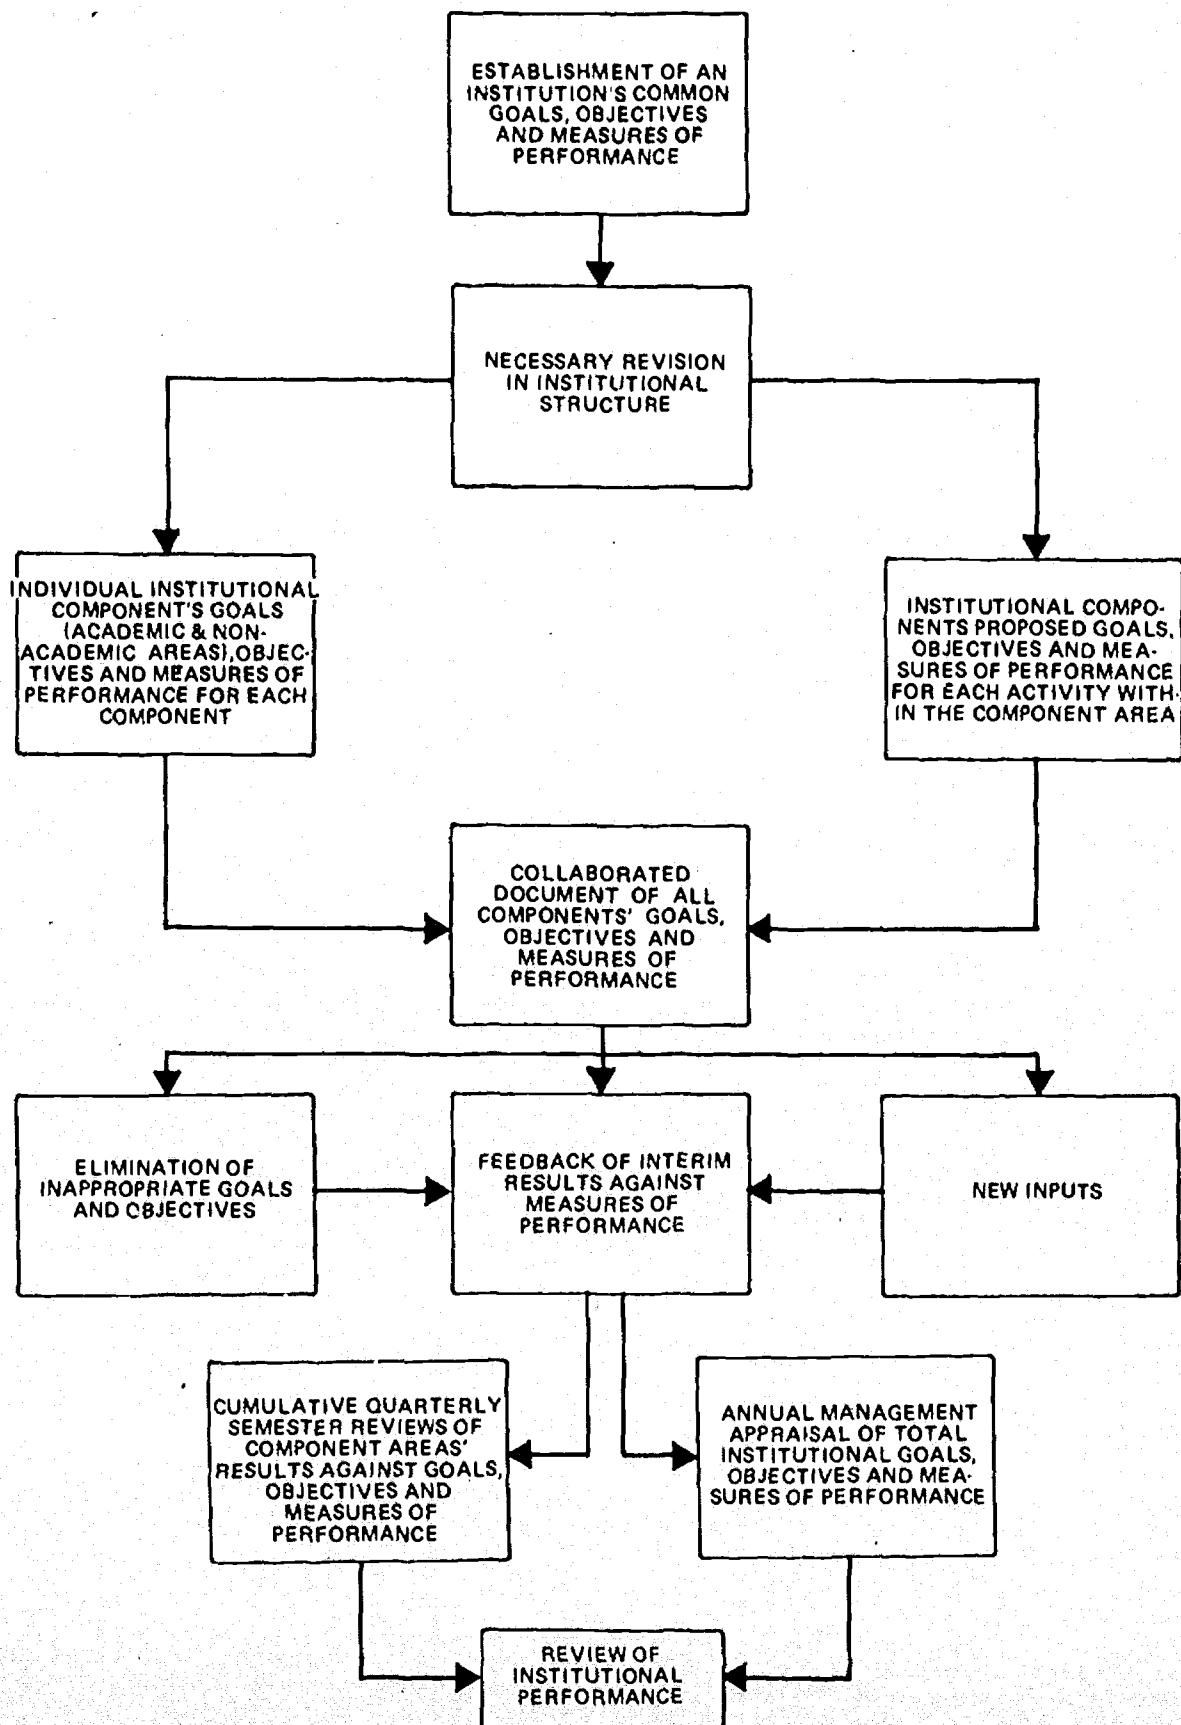 ESTABLISHMENT OF AN
INSTITUTION'S COMMON
GOALS, OBJECTIVES
AND MEASURES OF
PERFORMANCE
NECESSARY REVISION
IN INSTITUTIONAL
STRUCTURE
INDIVIDUAL INSTITUTIONAL
COMPONENT'S GOALS
(ACADEMIC & NON-
ACADEMIC AREAS), OBJEC-
TIVES AND MEASURES OF
PERFORMANCE FOR EACH
COMPONENT
INSTITUTIONAL COMPO-
NENTS PROPOSED GOALS,
OBJECTIVES AND MEA-
SURES OF PERFORMANCE
FOR EACH ACTIVITY WITH-
IN THE COMPONENT AREA
COLLABORATED
DOCUMENT OF ALL
COMPONENTS' GOALS,
OBJECTIVES AND
MEASURES OF
PERFORMANCE
ELIMINATION OF
INAPPROPRIATE GOALS
AND OBJECTIVES
FEEDBACK OF INTERIM
RESULTS AGAINST
MEASURES OF
PERFORMANCE
NEW INPUTS
CUMULATIVE QUARTERLY
SEMESTER REVIEWS OF
COMPONENT AREAS'
RESULTS AGAINST GOALS,
OBJECTIVES AND
MEASURES OF
PERFORMANCE
ANNUAL MANAGEMENT
APPRAISAL OF TOTAL
INSTITUTIONAL GOALS,
OBJECTIVES AND MEA-
SURES OF PERFORMANCE
REVIEW OF
INSTITUTIONAL
PERFORMANCE